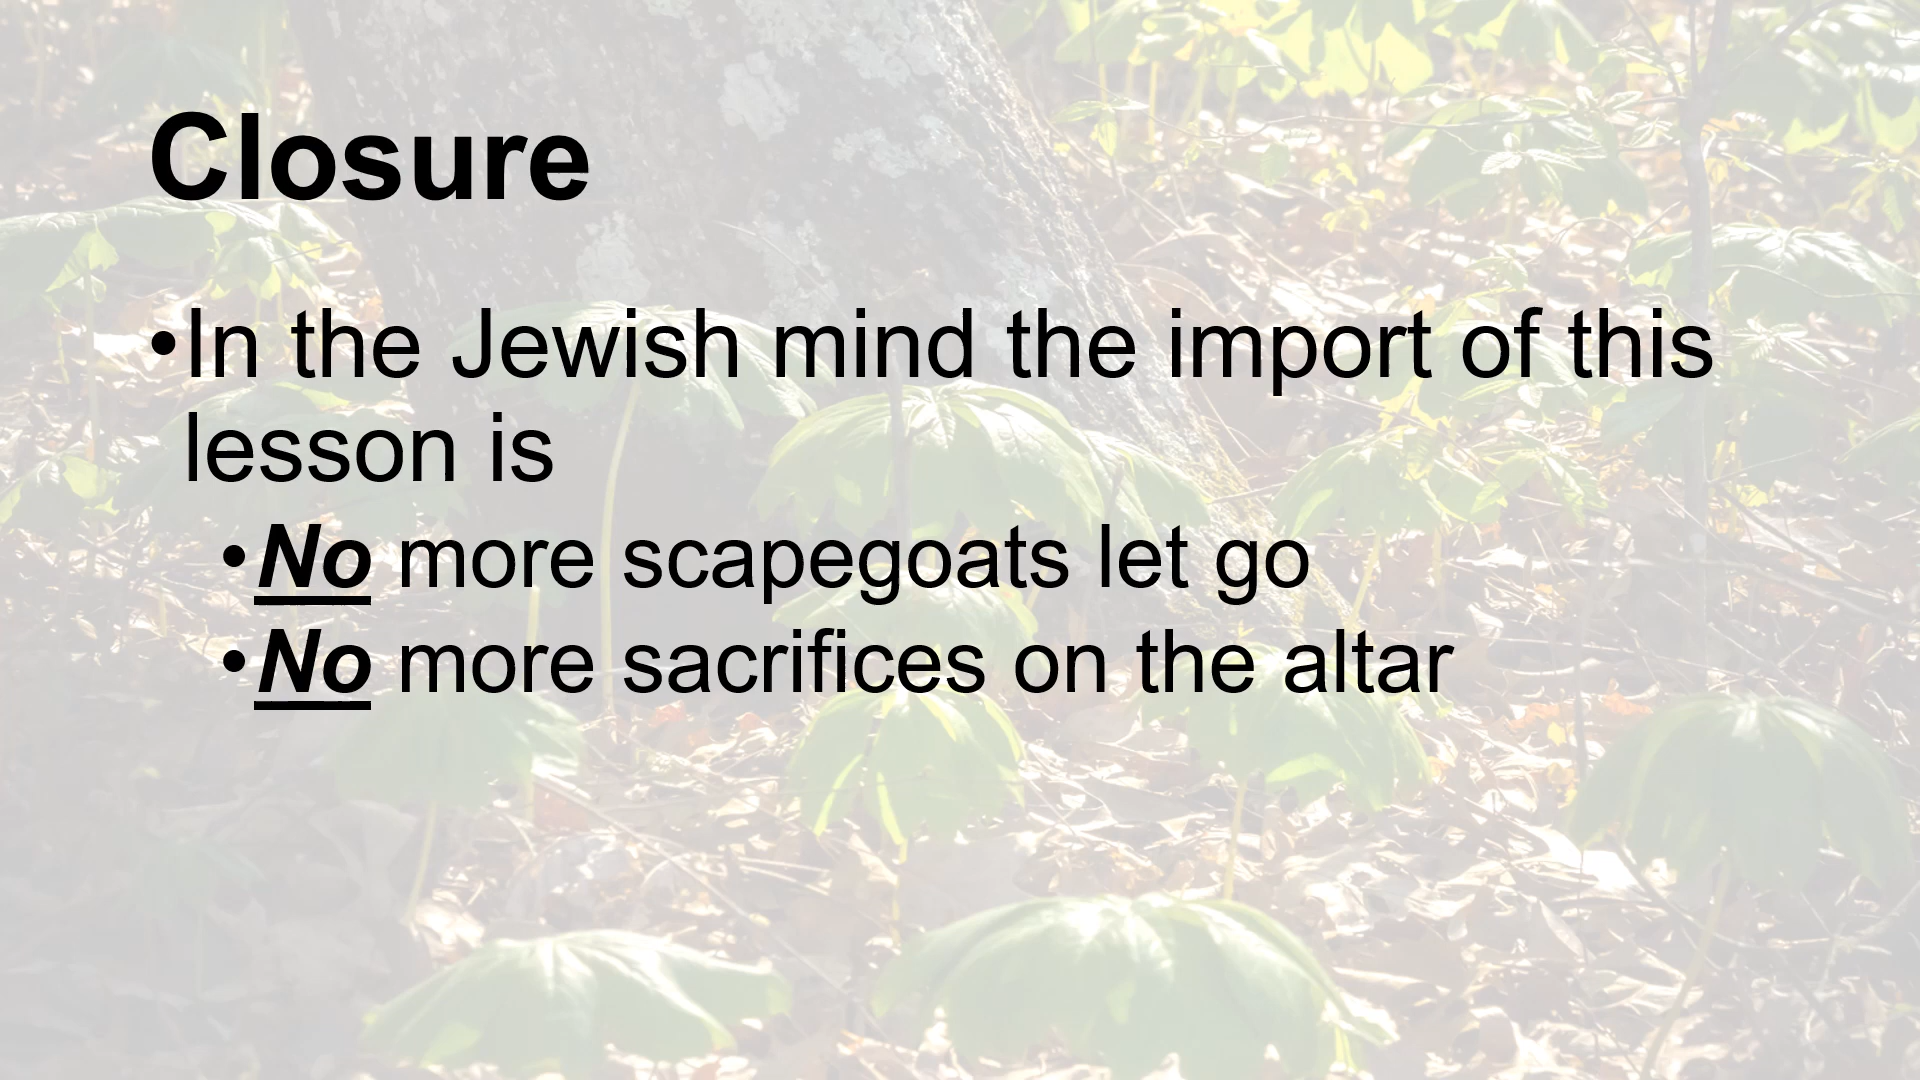 Closure
•In the Jewish mind the import of this
lesson is
•No more scapegoats let go
•No more sacrifices on the altar